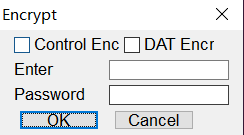 Encrypt
Control Enc DAT Encr
Enter
Password
OK Cancel